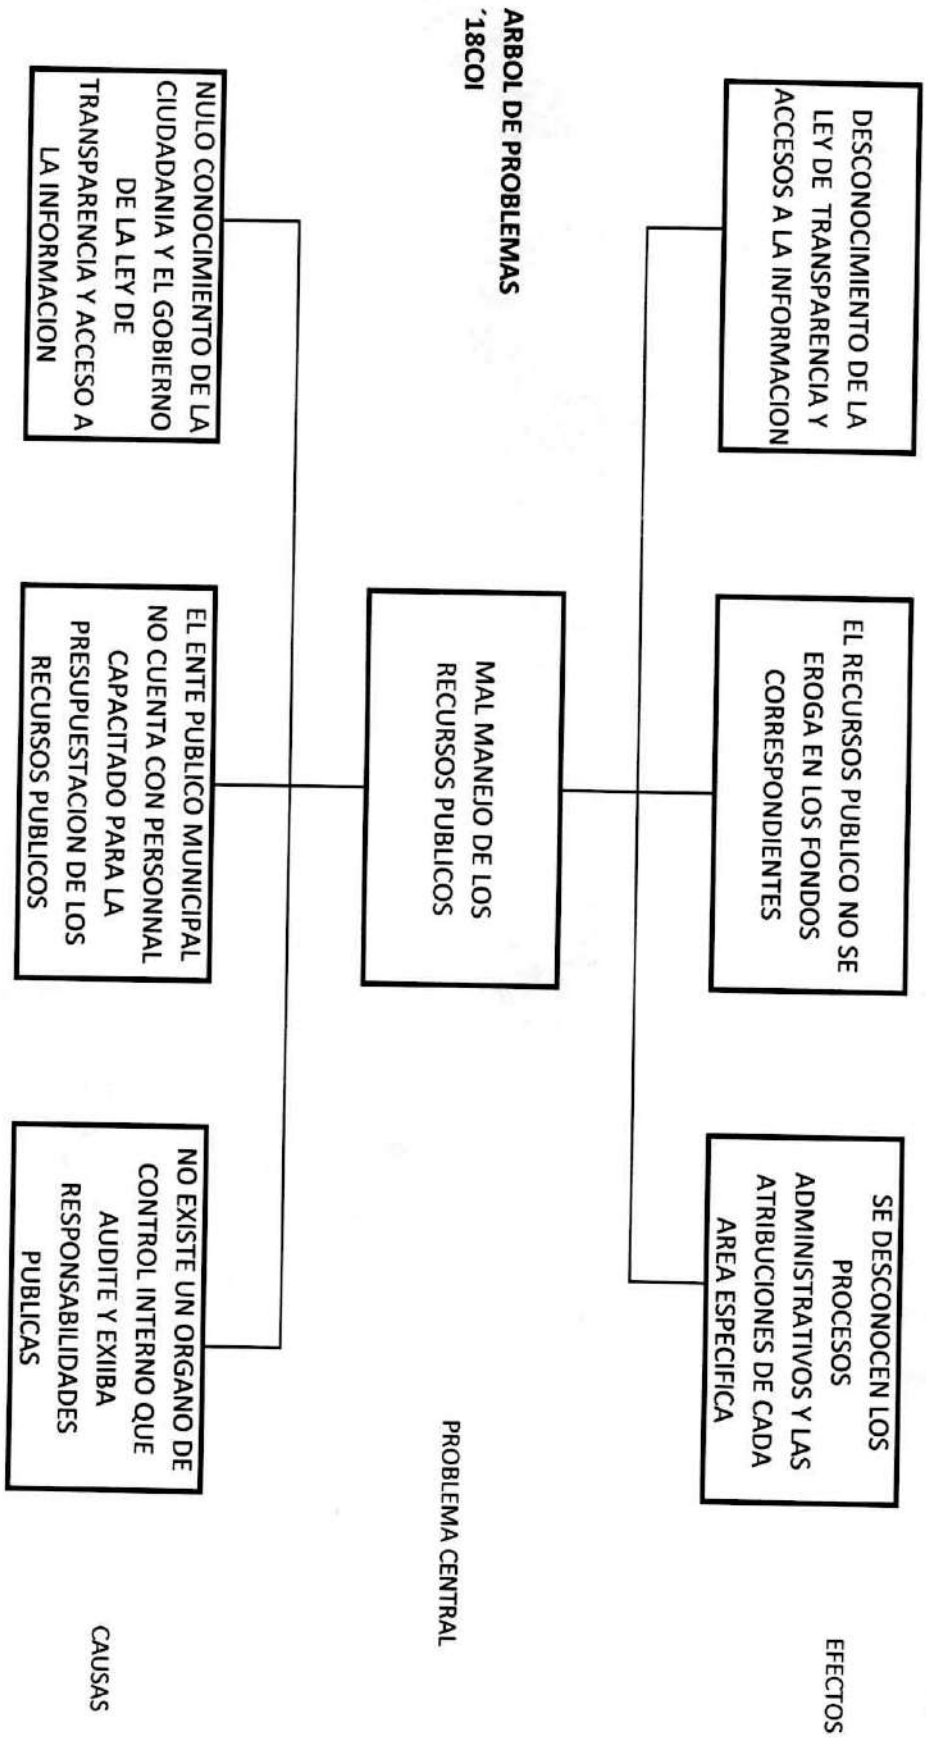 DESCONOCIMIENTO DE LA
LEY DE TRANSPARENCIA Y
ACCESOS A LA INFORMACION
EL RECURSOS PUBLICO NO SE
EROGA EN LOS FONDOS
CORRESPONDIENTES
SE DESCONOCEN LOS
PROCESOS
ADMINISTRATIVOS Y LAS
ATRIBUCIONES DE CADA
AREA ESPECIFICA
EFECTOS
ARBOL DE PROBLEMAS
´18COI
MAL MANEJO DE LOS
RECURSOS PUBLICOS
PROBLEMA CENTRAL
NULO CONOCIMIENTO DE LA
CIUDADANIA Y EL GOBIERNO
DE LA LEY DE
TRANSPARENCIA Y ACCESO A
LA INFORMACION
EL ENTE PUBLICO MUNICIPAL
NO CUENTA CON PERSONNAL
CAPACITADO PARA LA
PRESUPUESTACION DE LOS
RECURSOS PUBLICOS
NO EXISTE UN ORGANO DE
CONTROL INTERNO QUE
AUDITE Y EXIIBA
RESPONSABILIDADES
PUBLICAS
CAUSAS